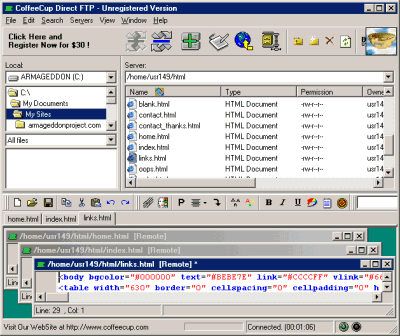 CoffeeCup Direct FTP - Unregistered Version
File Edit Search Servers View Window Help
Click Here and
Register Now for $30 !
Local:
Server:
ARMAGEDDON (C:)
/home/usr149/html
C:\
My Documents
My Sites
armageddonproject.com
All files
Name Type Permission Owne
blank.html HTML Document -rw-r--r-- usr14
contact.html HTML Document -rw-r--r-- usr14
contact_thanks.html HTML Document -rw-r--r-- usr14
home.html HTML Document -rw-r--r-- usr14
index.html HTML Document -rw-r--r-- usr14
links.html HTML Document -rw-r--r-- usr14
oops.html HTML Document -rw-r--r-- usr14
home.html index.html links.html
/home/usr149/html/home.html [Remote]
/home/usr149/html/index.html [Remote]
/home/usr149/html/links.html [Remote] *
<body bgcolor="#000000" text="#BEBE7E" link="#CCCCFF" vlink="#66
<table width="630" border="0" cellspacing="0" cellpadding="0" h
Line: 29 , Col: 1
Visit Our WebSite at http://www.coffeecup.com
Connected. (00:01:06)